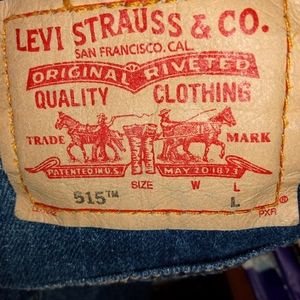 LEVI STRAUSS & CO.
SAN FRANCISCO, CAL.
ORIGINAL RIVETED
QUALITY CLOTHING
TRADE MARK
PATENTED IN U.S. MAY 20 1873
SIZE W L
515™ L
PXR ®